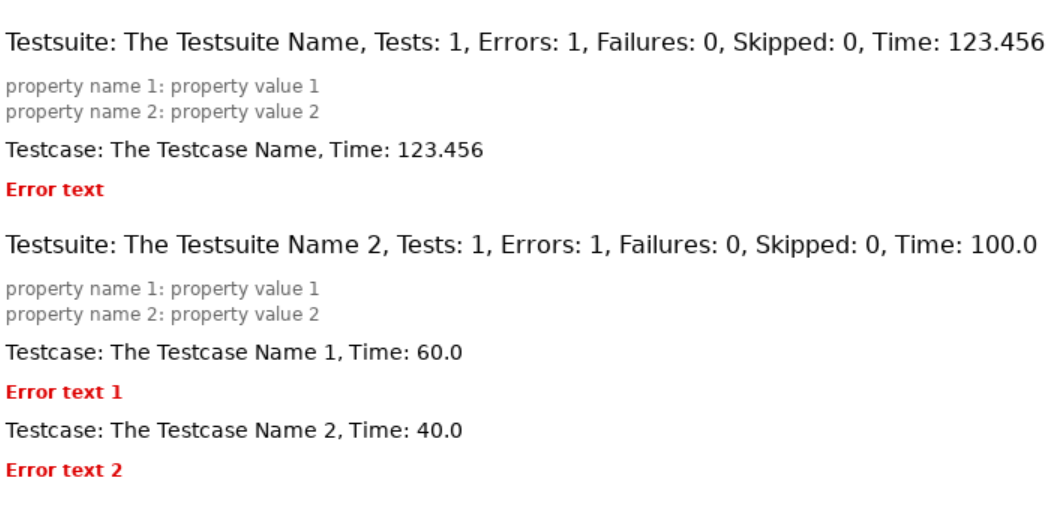 Testsuite: The Testsuite Name, Tests: 1, Errors: 1, Failures: 0, Skipped: 0, Time: 123.456
property name 1: property value 1
property name 2: property value 2
Testcase: The Testcase Name, Time: 123.456
Error text
Testsuite: The Testsuite Name 2, Tests: 1, Errors: 1, Failures: 0, Skipped: 0, Time: 100.0
property name 1: property value 1
property name 2: property value 2
Testcase: The Testcase Name 1, Time: 60.0
Error text 1
Testcase: The Testcase Name 2, Time: 40.0
Error text 2